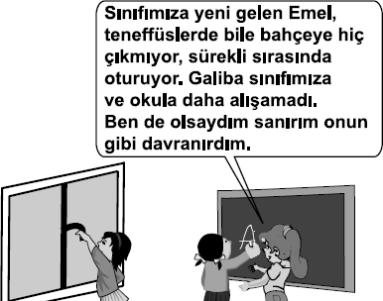 Sınıfımıza yeni gelen Emel,
teneffüslerde bile bahçeye hiç
çıkmıyor, sürekli sırasında
oturuyor. Galiba sınıfımıza
ve okula daha alışamadı.
Ben de olsaydım sanırım onun
gibi davranırdım.
A